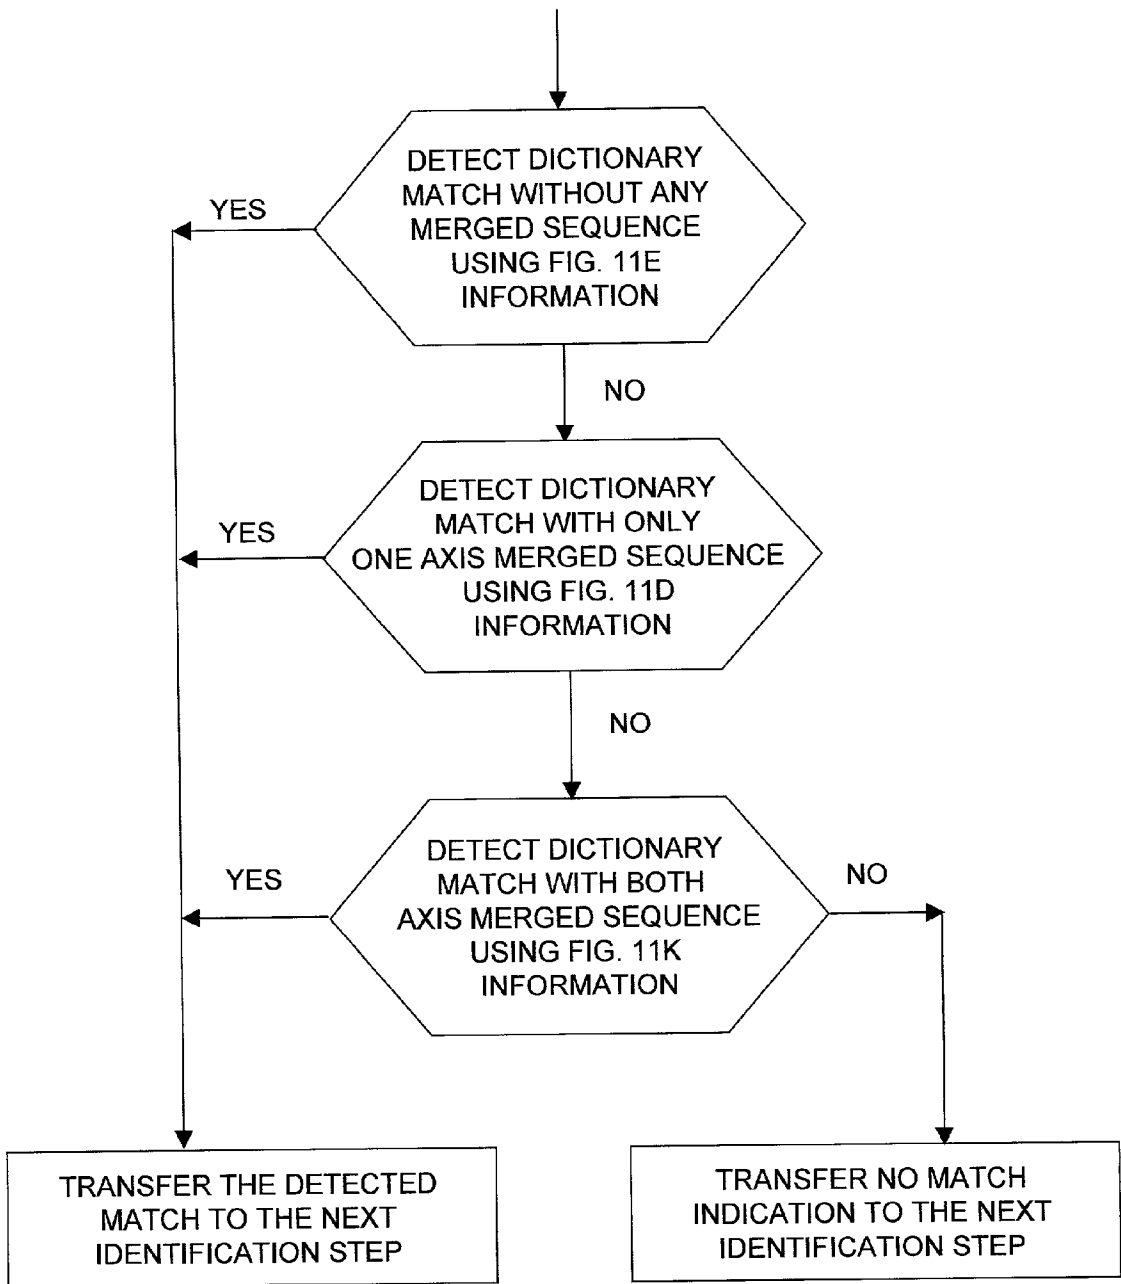 DETECT DICTIONARY
MATCH WITHOUT ANY
MERGED SEQUENCE
USING FIG. 11E
INFORMATION
YES
NO
DETECT DICTIONARY
MATCH WITH ONLY
ONE AXIS MERGED SEQUENCE
USING FIG. 11D
INFORMATION
YES
NO
DETECT DICTIONARY
MATCH WITH BOTH
AXIS MERGED SEQUENCE
USING FIG. 11K
INFORMATION
YES
NO
TRANSFER THE DETECTED
MATCH TO THE NEXT
IDENTIFICATION STEP
TRANSFER NO MATCH
INDICATION TO THE NEXT
IDENTIFICATION STEP